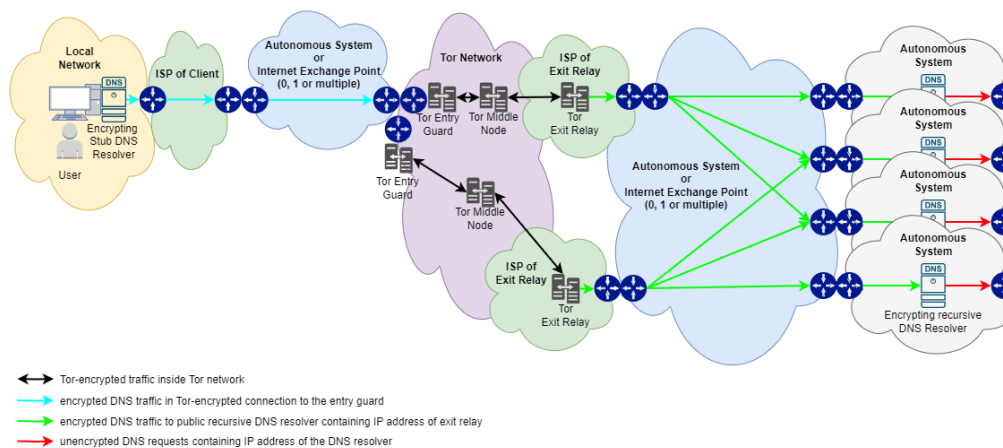 Local
Network
DNS
Encrypting
Stub DNS
Resolver
User
ISP of Client
Autonomous System
or
Internet Exchange Point
(0, 1 or multiple)
Tor Network
Tor Entry
Guard
Tor Middle
Node
Tor Entry
Guard
Tor Middle
Node
ISP of
Exit Relay
Tor
Exit Relay
ISP of
Exit Relay
Tor
Exit Relay
Autonomous System
or
Internet Exchange Point
(0, 1 or multiple)
Autonomous
System
DNS
Autonomous
System
DNS
Autonomous
System
DNS
Autonomous
System
DNS
Encrypting recursive
DNS Resolver
Tor-encrypted traffic inside Tor network
encrypted DNS traffic in Tor-encrypted connection to the entry guard
encrypted DNS traffic to public recursive DNS resolver containing IP address of exit relay
unencrypted DNS requests containing IP address of the DNS resolver